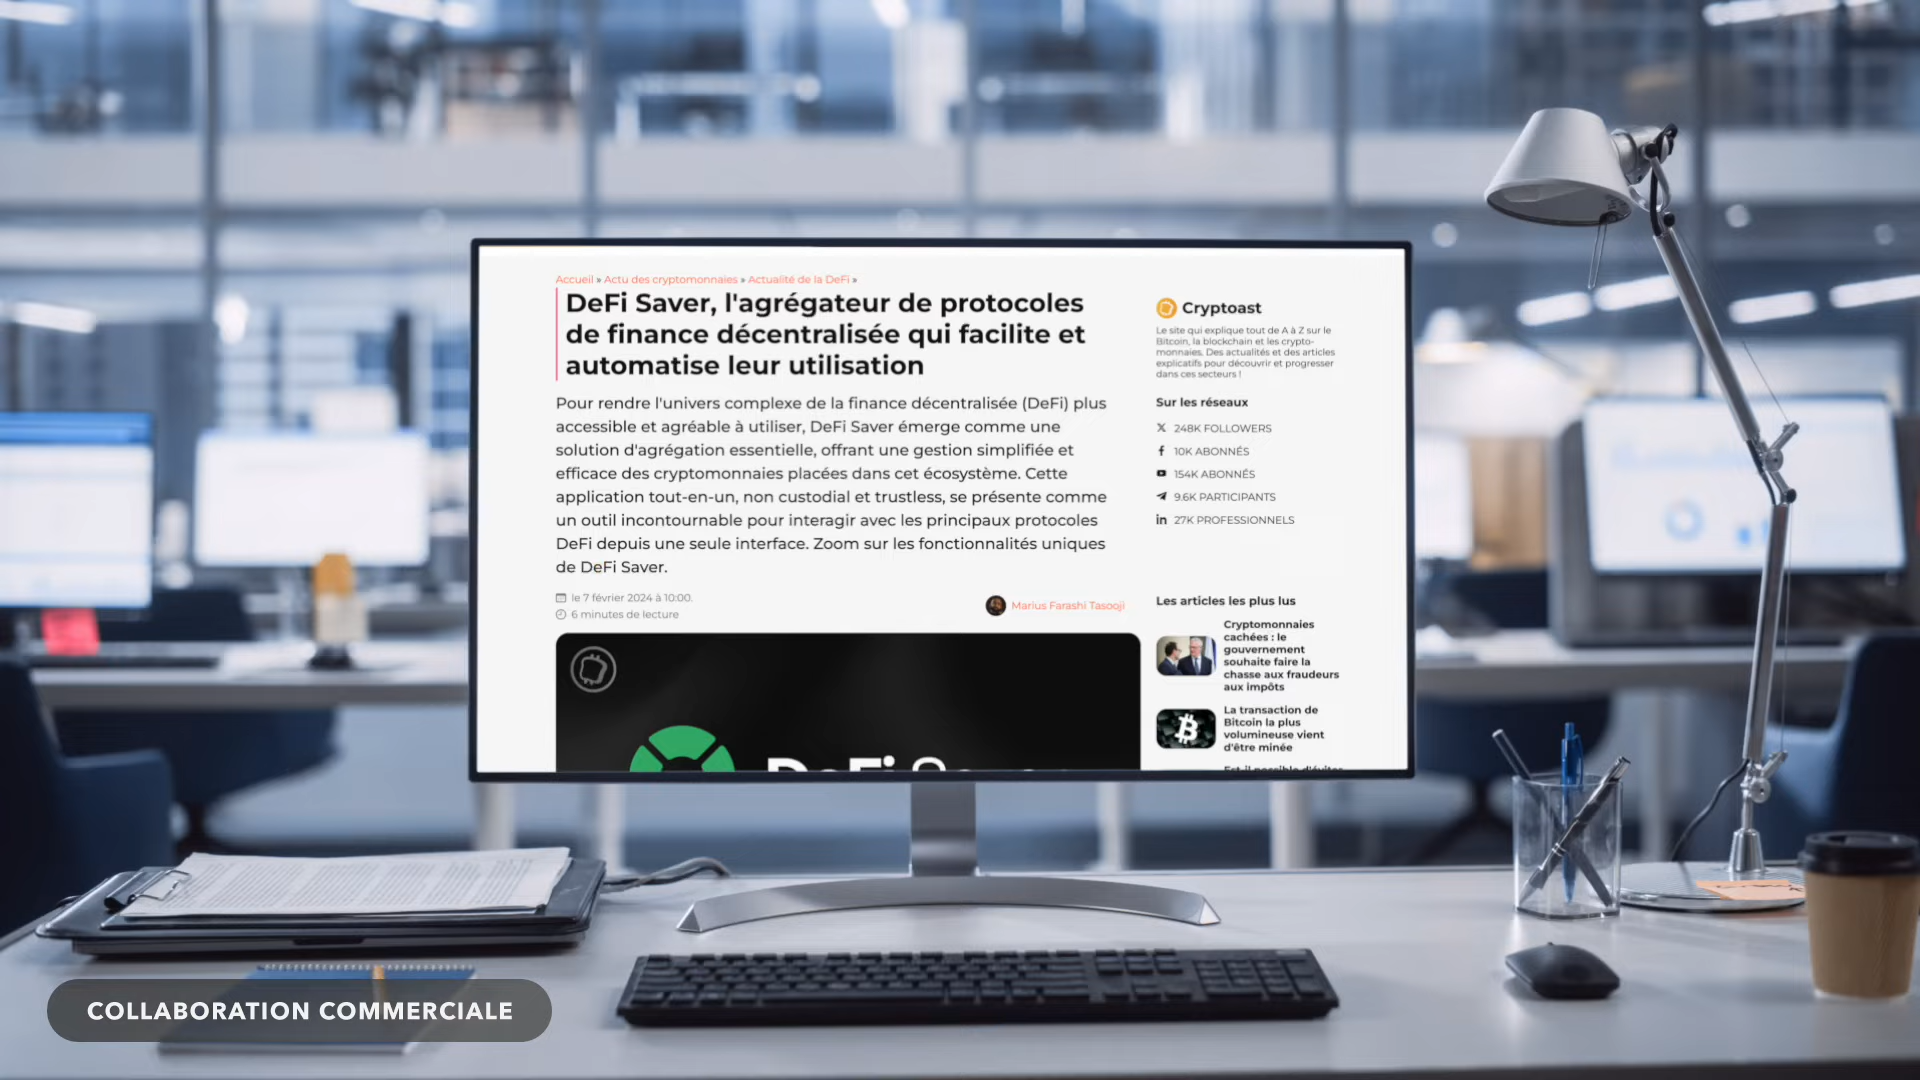 Accueil » Actu des cryptomonnaies » Actualité de la DeFi »
DeFi Saver, l'agrégateur de protocoles
de finance décentralisée qui facilite et
automatise leur utilisation
Pour rendre l'univers complexe de la finance décentralisée (DeFi) plus
accessible et agréable à utiliser, DeFi Saver émerge comme une
solution d'agrégation essentielle, offrant une gestion simplifiée et
efficace des cryptomonnaies placées dans cet écosystème. Cette
application tout-en-un, non custodial et trustless, se présente comme
un outil incontournable pour interagir avec les principaux protocoles
DeFi depuis une seule interface. Zoom sur les fonctionnalités uniques
de DeFi Saver.
le 7 février 2024 à 10:00.
6 minutes de lecture
Marius Farashi Tasooji
Cryptoast
Le site qui explique tout de A à Z sur le
Bitcoin, la blockchain et les crypto-
monnaies. Des actualités et des articles
explicatifs pour découvrir et progresser
dans ces secteurs !
Sur les réseaux
248K FOLLOWERS
10K ABONNÉS
154K ABONNÉS
9.6K PARTICIPANTS
27K PROFESSIONNELS
Les articles les plus lus
Cryptomonnaies
cachées : le
gouvernement
souhaite faire la
chasse aux fraudeurs
aux impôts
La transaction de
Bitcoin la plus
volumineuse vient
d'être minée
Est-il possible d'éviter
DeFi Saver
COLLABORATION COMMERCIALE